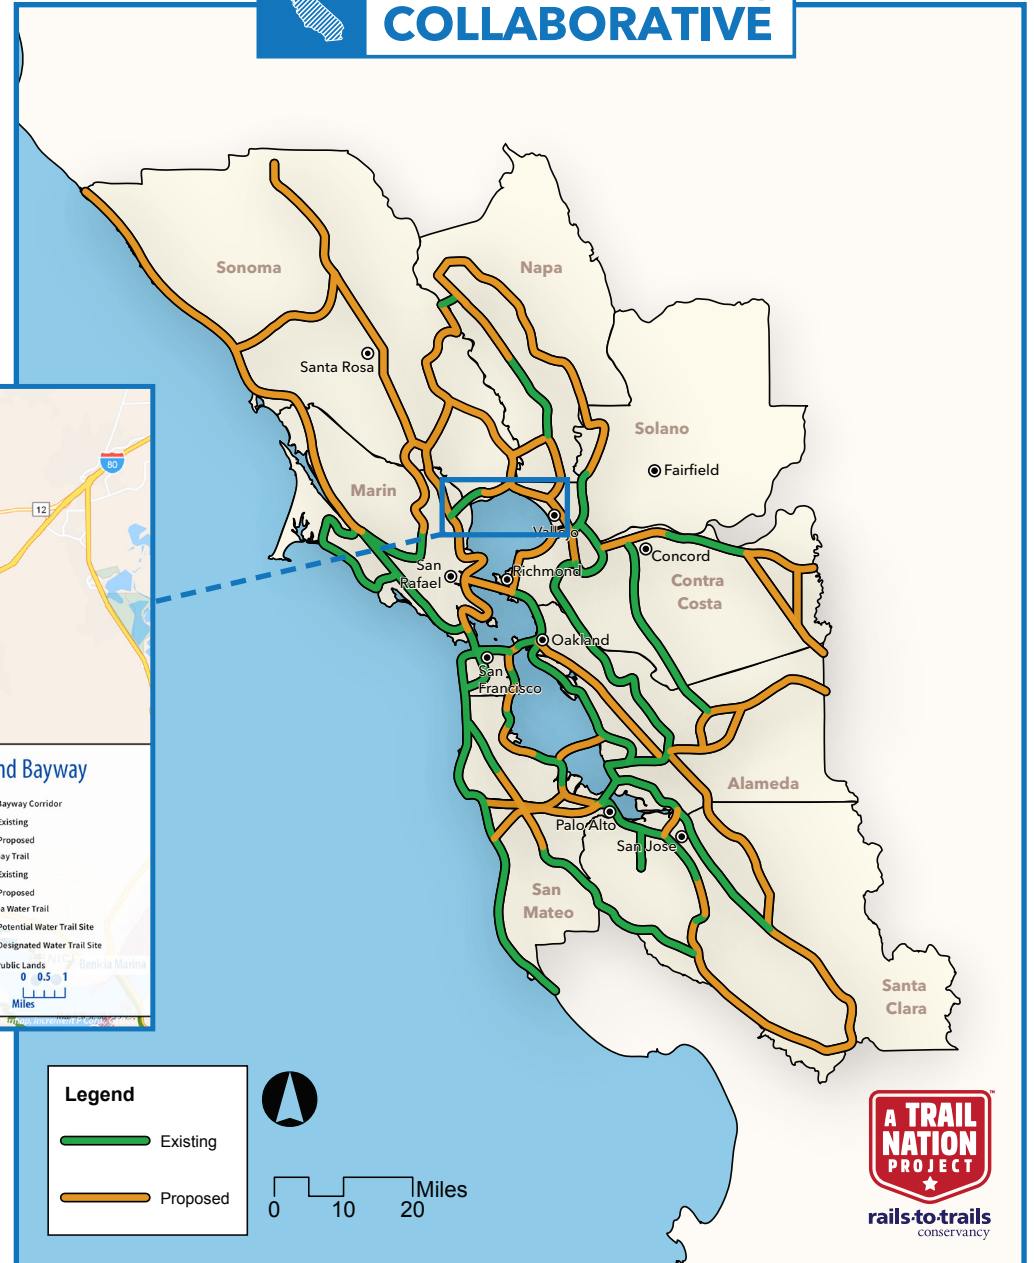 COLLABORATIVE
Sonoma
Napa
Santa Rosa
Solano
Fairfield
Marin
80
12
Vallejo
Concord
San
Rafael
Richmond
Contra
Costa
Oakland
San
Francisco
Alameda
Palo Alto
San Jose
San
Mateo
Santa
Clara
nd Bayway
Bayway Corridor
Existing
Proposed
ay Trail
Existing
Proposed
a Water Trail
Potential Water Trail Site
Designated Water Trail Site
ublic Lands
Benicia Marina
0 0.5 1
Miles
Legend
Existing
Proposed
Miles
0 10 20
A TRAIL
NATION
PROJECT
™
rails·to·trails
conservancy